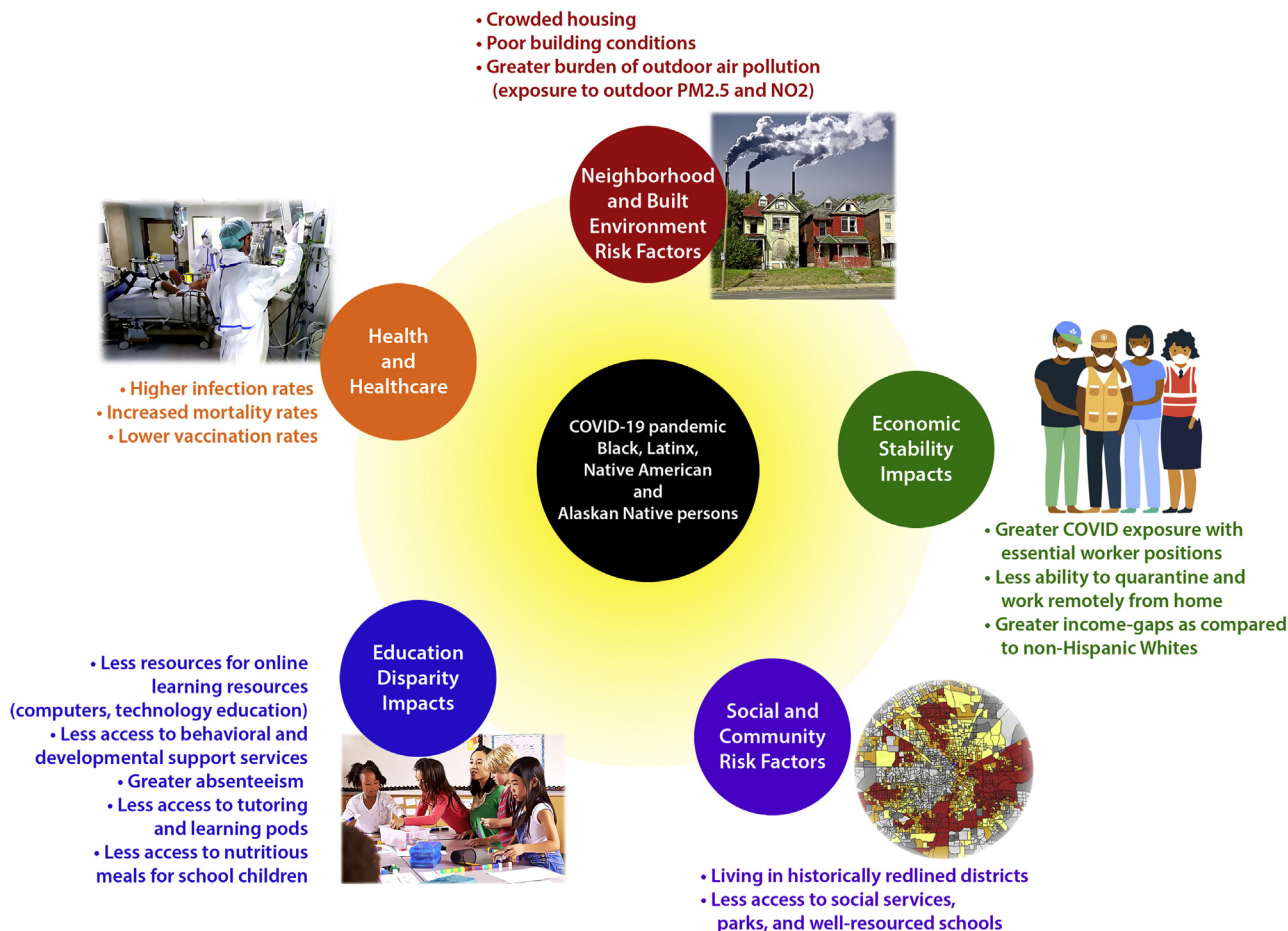 • Crowded housing
• Poor building conditions
• Greater burden of outdoor air pollution
(exposure to outdoor PM2.5 and NO2)
Neighborhood
and Built
Environment
Risk Factors
Health
and
Healthcare
• Higher infection rates
• Increased mortality rates
• Lower vaccination rates
COVID-19 pandemic
Black, Latinx,
Native American
and
Alaskan Native persons
Economic
Stability
Impacts
• Greater COVID exposure with
essential worker positions
• Less ability to quarantine and
work remotely from home
• Greater income-gaps as compared
to non-Hispanic Whites
Education
Disparity
Impacts
• Less resources for online
learning resources
(computers, technology education)
• Less access to behavioral and
developmental support services
• Greater absenteeism
• Less access to tutoring
and learning pods
• Less access to nutritious
meals for school children
Social and
Community
Risk Factors
• Living in historically redlined districts
• Less access to social services,
parks, and well-resourced schools